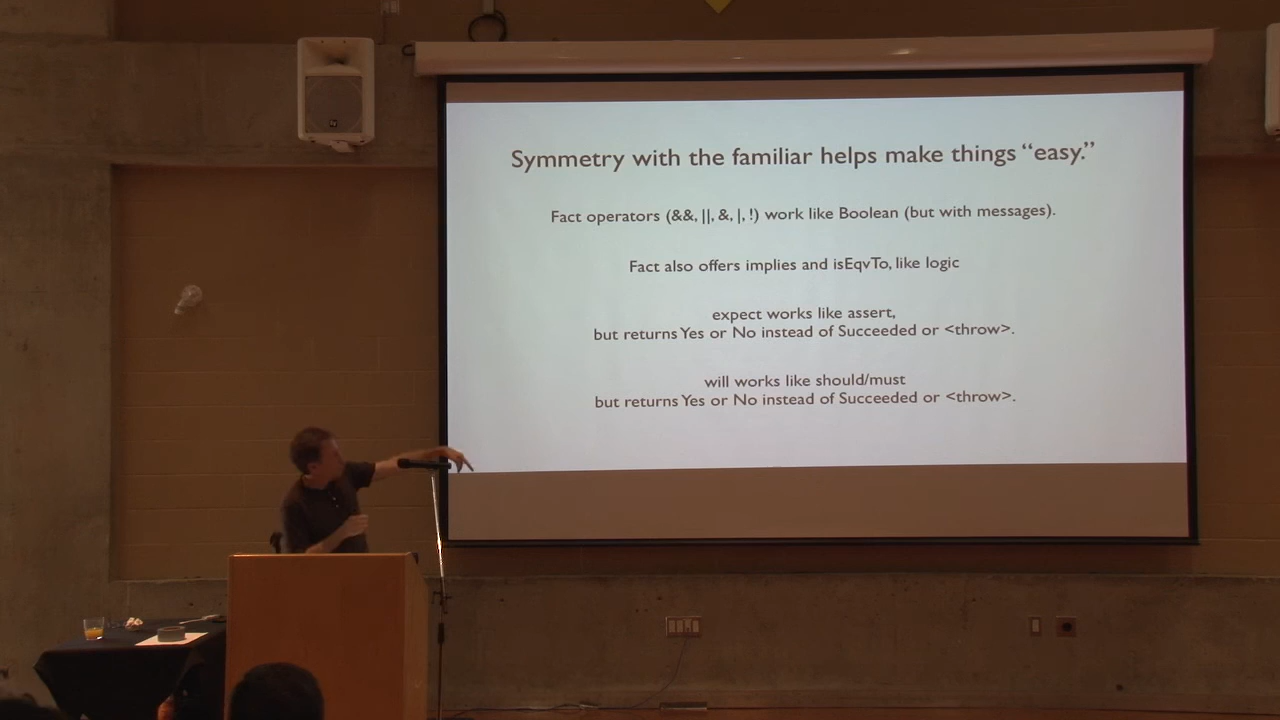 Symmetry with the familiar helps make things “easy.”
Fact operators (&&, ||, &, |, !) work like Boolean (but with messages).
Fact also offers implies and isEqvTo, like logic
expect works like assert,
but returns Yes or No instead of Succeeded or <throw>.
will works like should/must
but returns Yes or No instead of Succeeded or <throw>.